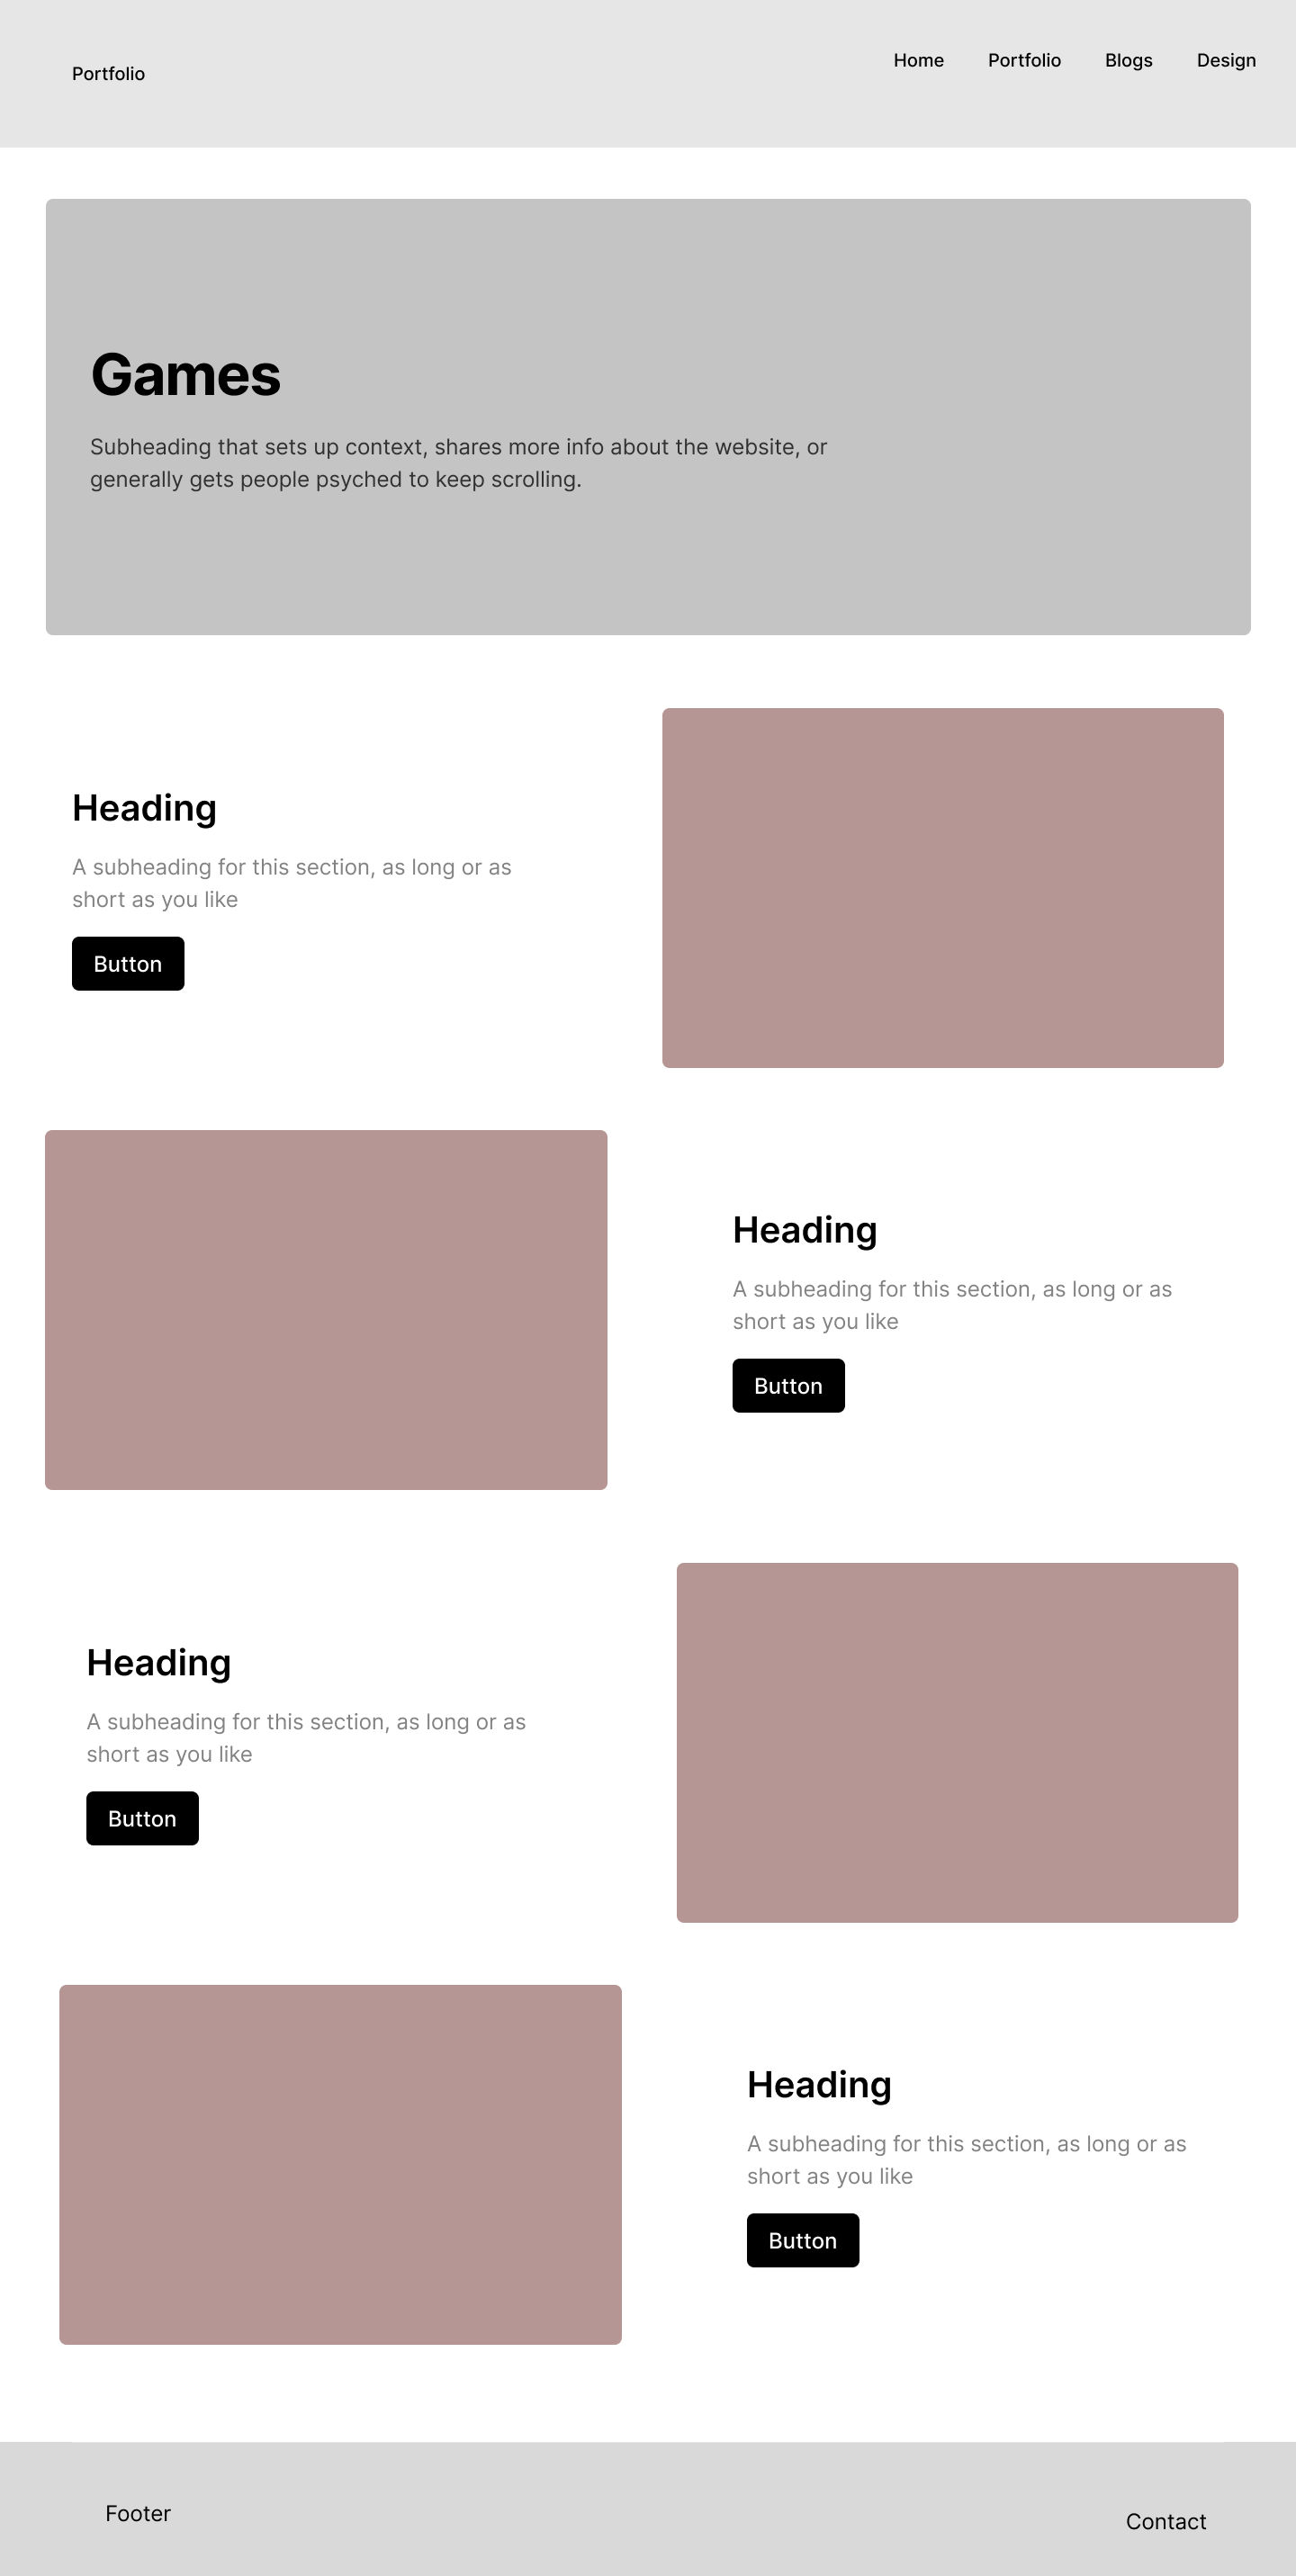 Portfolio
Home Portfolio Blogs Design
Games
Subheading that sets up context, shares more info about the website, or
generally gets people psyched to keep scrolling.
Heading
A subheading for this section, as long or as
short as you like
Button
Heading
A subheading for this section, as long or as
short as you like
Button
Heading
A subheading for this section, as long or as
short as you like
Button
Heading
A subheading for this section, as long or as
short as you like
Button
Footer
Contact